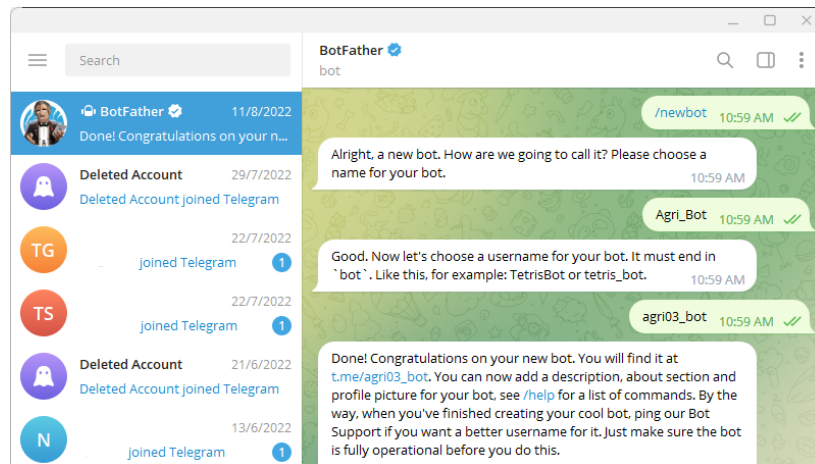 Search
BotFather 11/8/2022
Done! Congratulations on your n...
Deleted Account 29/7/2022
Deleted Account joined Telegram
TG
22/7/2022
joined Telegram 1
TS
22/7/2022
joined Telegram 1
Deleted Account 21/6/2022
Deleted Account joined Telegram
N
13/6/2022
joined Telegram 1
BotFather
bot
/newbot 10:59 AM
Alright, a new bot. How are we going to call it? Please choose a
name for your bot.
10:59 AM
Agri_Bot 10:59 AM
Good. Now let's choose a username for your bot. It must end in
`bot`. Like this, for example: TetrisBot or tetris_bot.
10:59 AM
agri03_bot 10:59 AM
Done! Congratulations on your new bot. You will find it at
t.me/agri03_bot. You can now add a description, about section and
profile picture for your bot, see /help for a list of commands. By the
way, when you've finished creating your cool bot, ping our Bot
Support if you want a better username for it. Just make sure the bot
is fully operational before you do this.